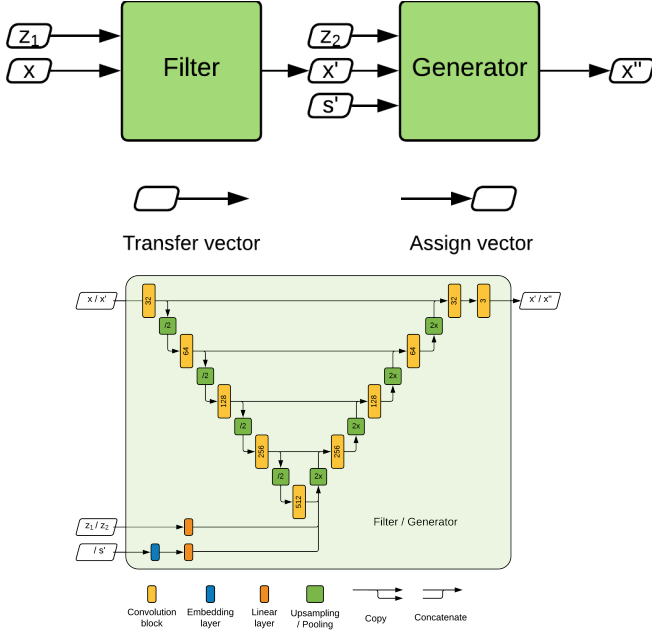 z1
x
Filter
z2
x'
s'
Generator
x"
Transfer vector
Assign vector
x / x'
32
/2
64
/2
128
/2
256
/2
512
2x
256
2x
128
2x
64
2x
32
3
x' / x"
z1 / z2
/ s'
Filter / Generator
Convolution
block
Embedding
layer
Linear
layer
Upsampling
/ Pooling
Copy
Concatenate